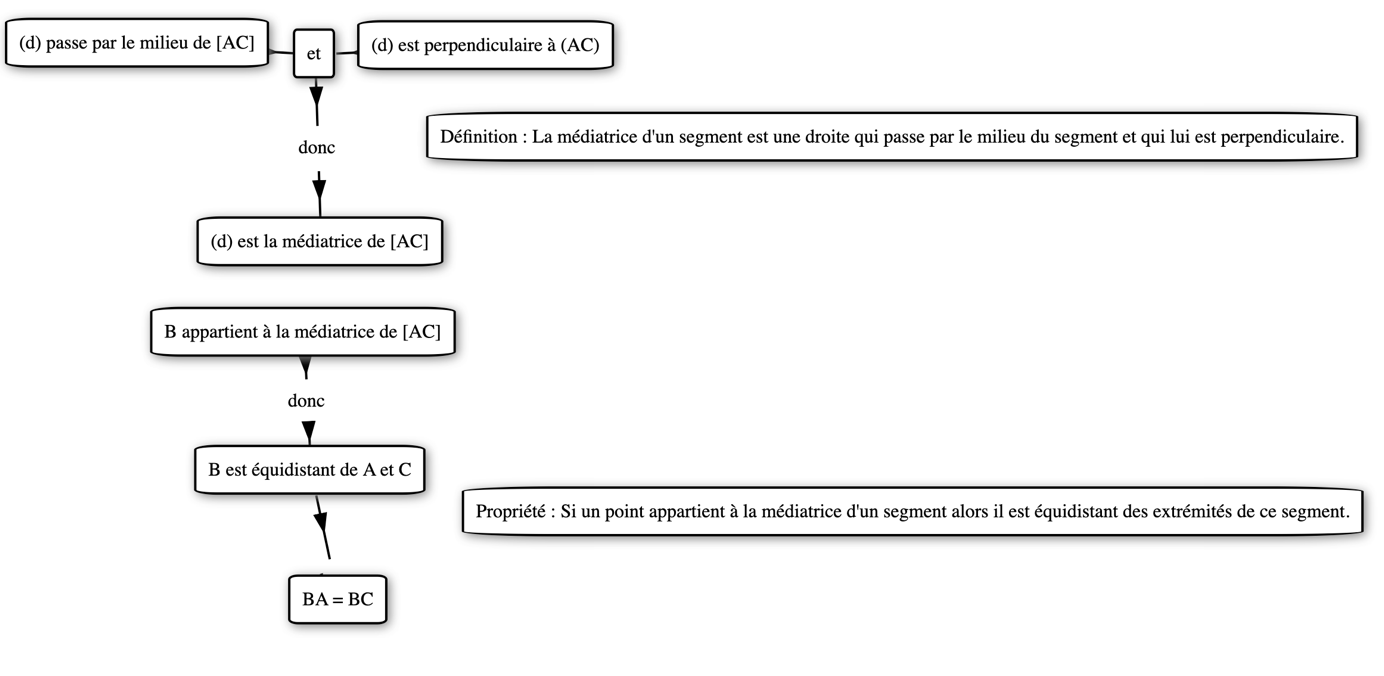 (d) passe par le milieu de [AC]
et
(d) est perpendiculaire à (AC)
donc
Définition : La médiatrice d'un segment est une droite qui passe par le milieu du segment et qui lui est perpendiculaire.
(d) est la médiatrice de [AC]
B appartient à la médiatrice de [AC]
donc
B est équidistant de A et C
Propriété : Si un point appartient à la médiatrice d'un segment alors il est équidistant des extrémités de ce segment.
BA = BC